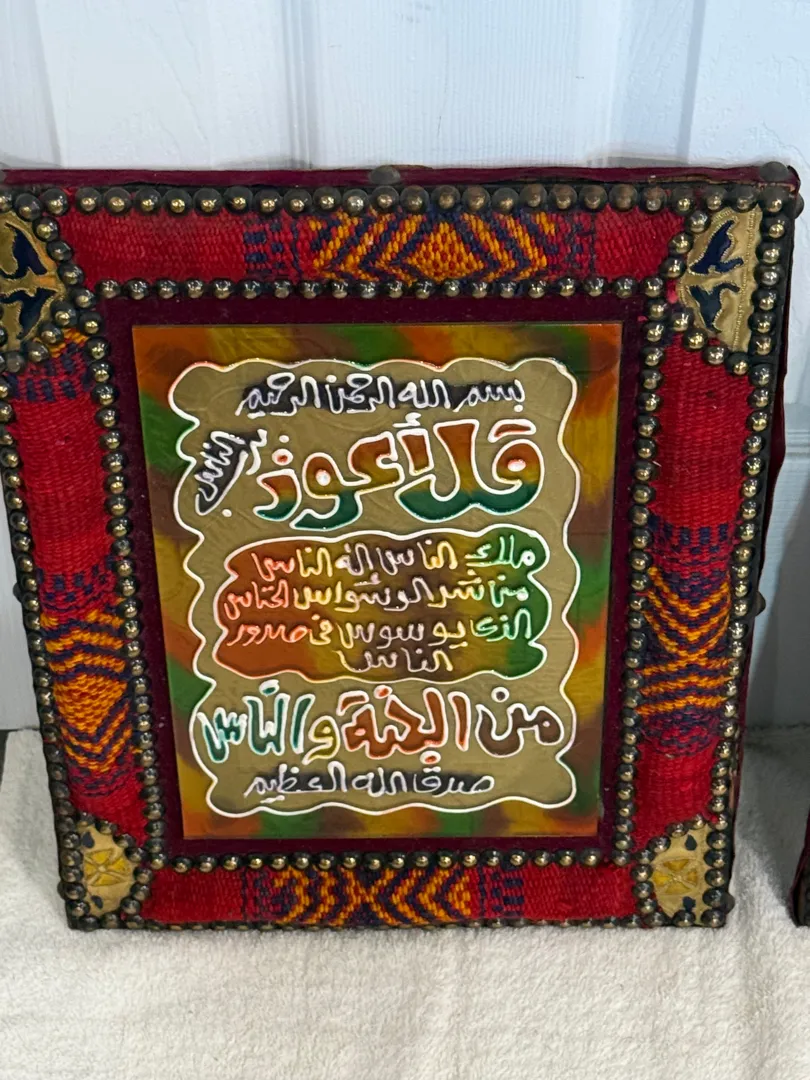 بسم الله الرحمن الرحيم
قل أعوذ برب الناس
ملك الناس اله الناس
من شر الوسواس الخناس
الذى يوسوس فى صدور
الناس
من الجنة والناس
صدق الله العظيم